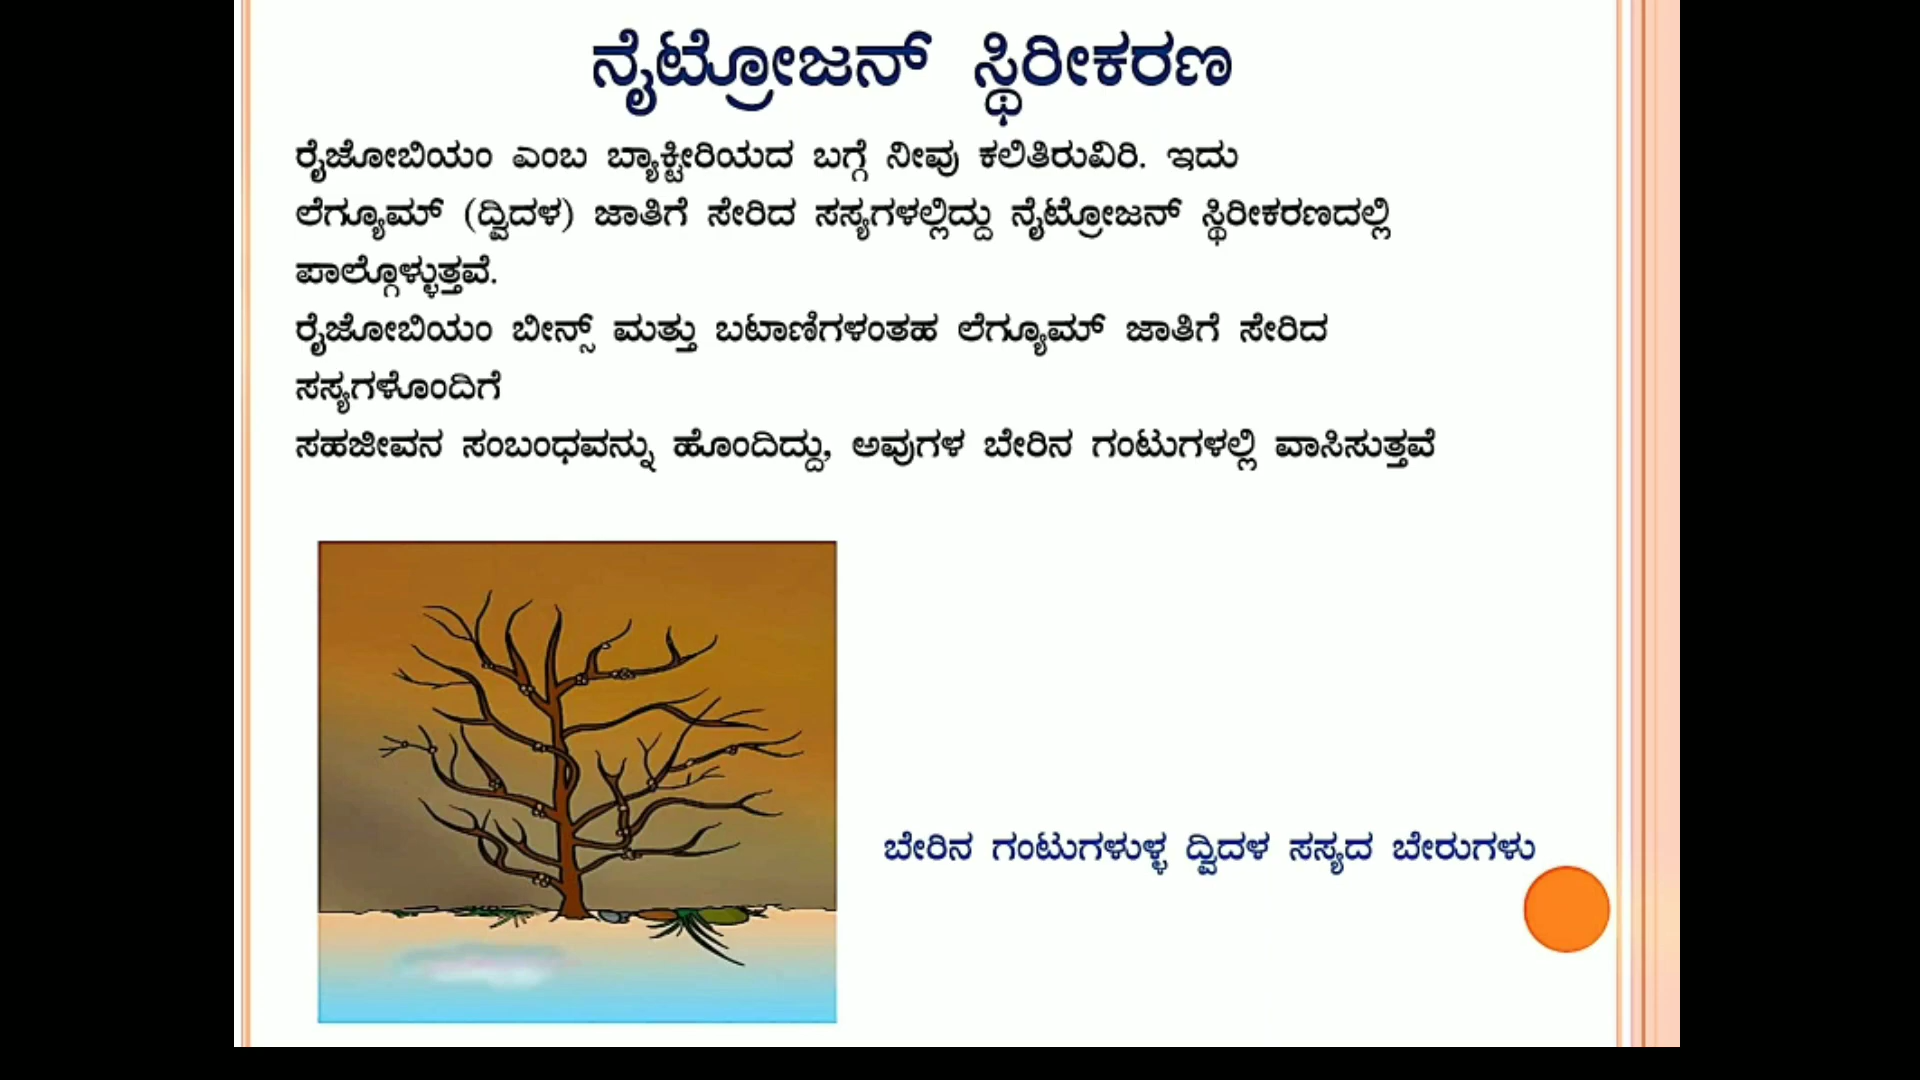 ನೈಟ್ರೋಜನ್ ಸ್ಥಿರೀಕರಣ
ರೈಜೋಬಿಯಂ ಎಂಬ ಬ್ಯಾಕ್ಟೀರಿಯದ ಬಗ್ಗೆ ನೀವು ಕಲಿತಿರುವಿರಿ. ಇದು
ಲೆಗ್ಯೂಮ್ (ದ್ವಿದಳ) ಜಾತಿಗೆ ಸೇರಿದ ಸಸ್ಯಗಳಲ್ಲಿದ್ದು ನೈಟ್ರೋಜನ್ ಸ್ಥಿರೀಕರಣದಲ್ಲಿ
ಪಾಲ್ಗೊಳ್ಳುತ್ತವೆ.
ರೈಜೋಬಿಯಂ ಬೀನ್ಸ್ ಮತ್ತು ಬಟಾಣಿಗಳಂತಹ ಲೆಗ್ಯೂಮ್ ಜಾತಿಗೆ ಸೇರಿದ
ಸಸ್ಯಗಳೊಂದಿಗೆ
ಸಹಜೀವನ ಸಂಬಂಧವನ್ನು ಹೊಂದಿದ್ದು, ಅವುಗಳ ಬೇರಿನ ಗಂಟುಗಳಲ್ಲಿ ವಾಸಿಸುತ್ತವೆ
ಬೇರಿನ ಗಂಟುಗಳುಳ್ಳ ದ್ವಿದಳ ಸಸ್ಯದ ಬೇರುಗಳು